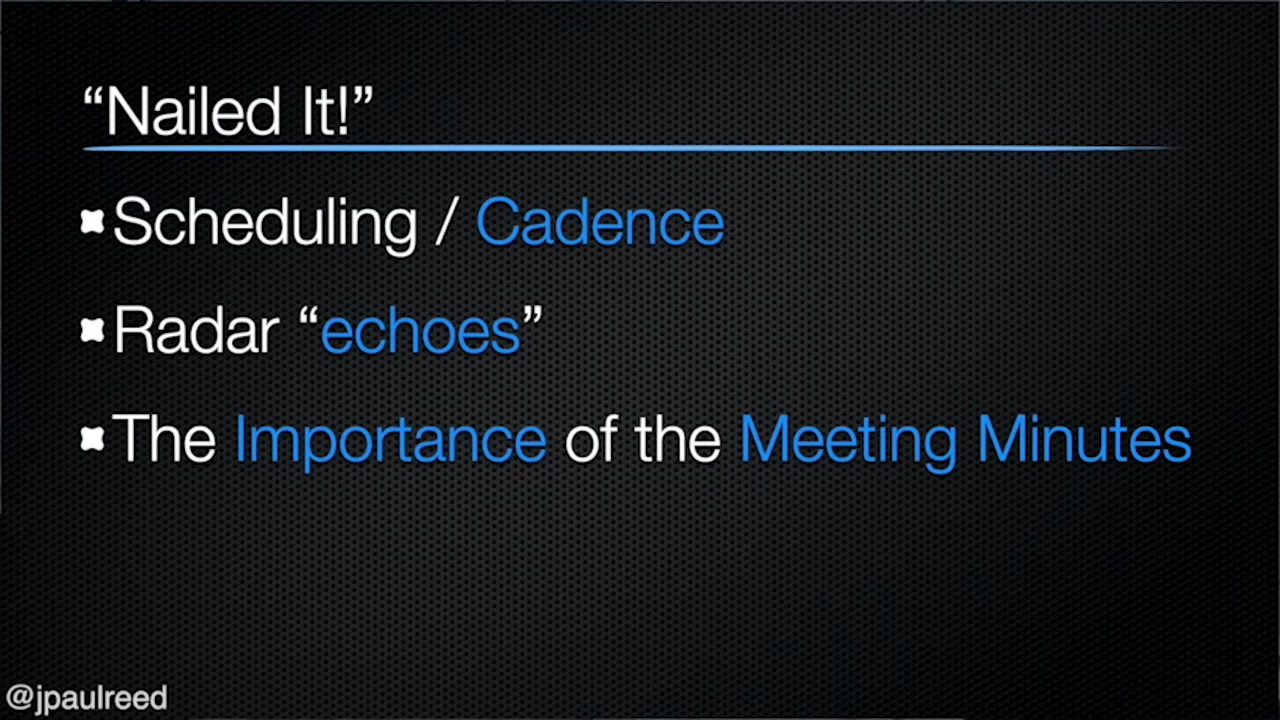 “Nailed It!”
Scheduling / Cadence
Radar “echoes”
The Importance of the Meeting Minutes
@jpaulreed